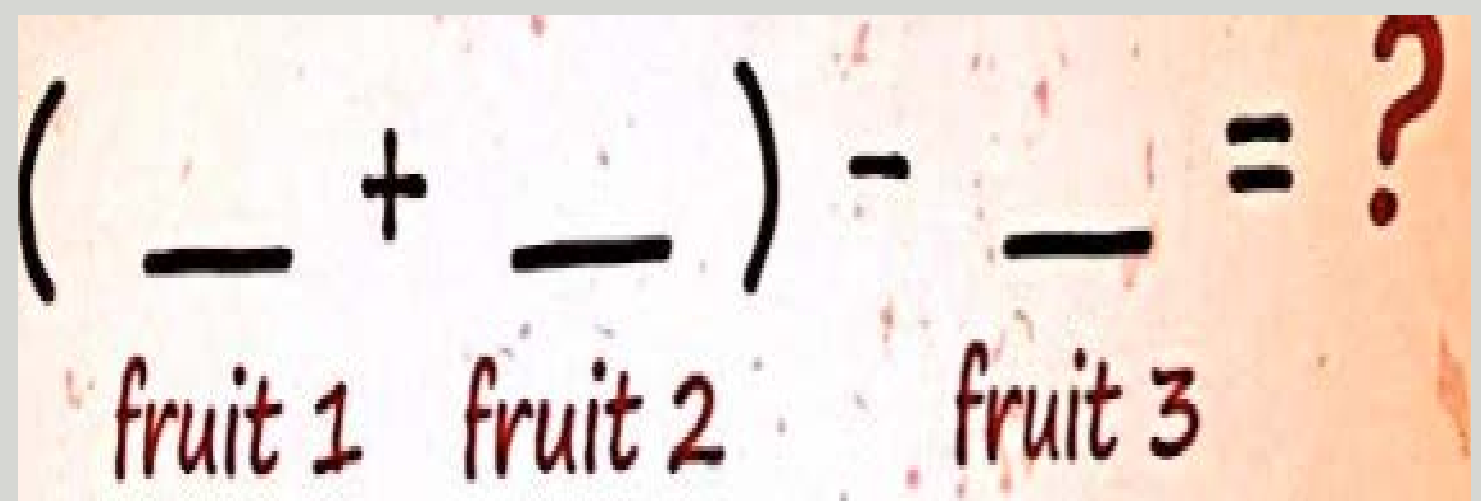 ( _ + _ ) - _ = ?
fruit 1 fruit 2 fruit 3